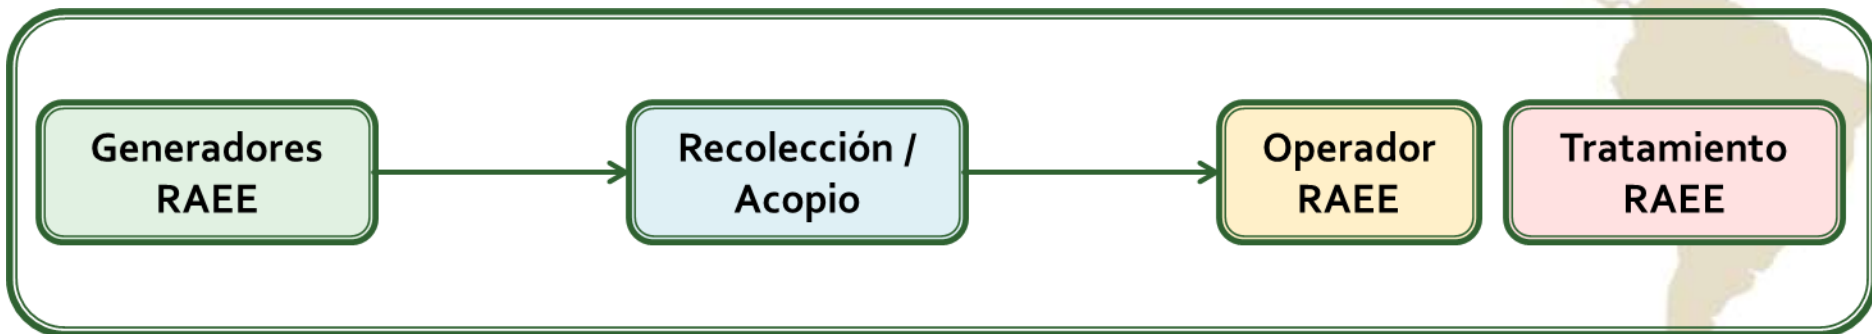 Generadores
RAEE
Recolección /
Acopio
Operador
RAEE
Tratamiento
RAEE